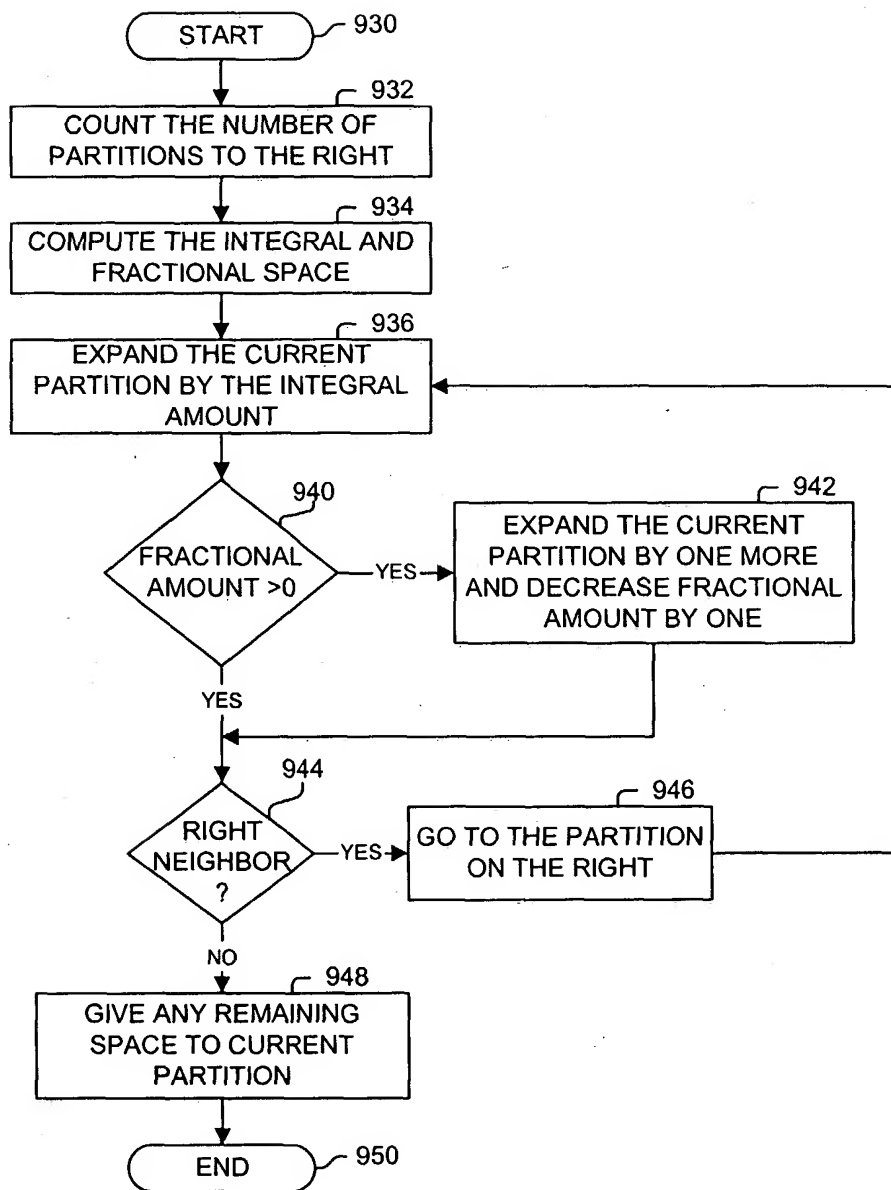 START
930
932
COUNT THE NUMBER OF
PARTITIONS TO THE RIGHT
934
COMPUTE THE INTEGRAL AND
FRACTIONAL SPACE
936
EXPAND THE CURRENT
PARTITION BY THE INTEGRAL
AMOUNT
940
FRACTIONAL
AMOUNT >0
YES
942
EXPAND THE CURRENT
PARTITION BY ONE MORE
AND DECREASE FRACTIONAL
AMOUNT BY ONE
YES
944
RIGHT
NEIGHBOR
?
YES
946
GO TO THE PARTITION
ON THE RIGHT
NO
948
GIVE ANY REMAINING
SPACE TO CURRENT
PARTITION
END
950